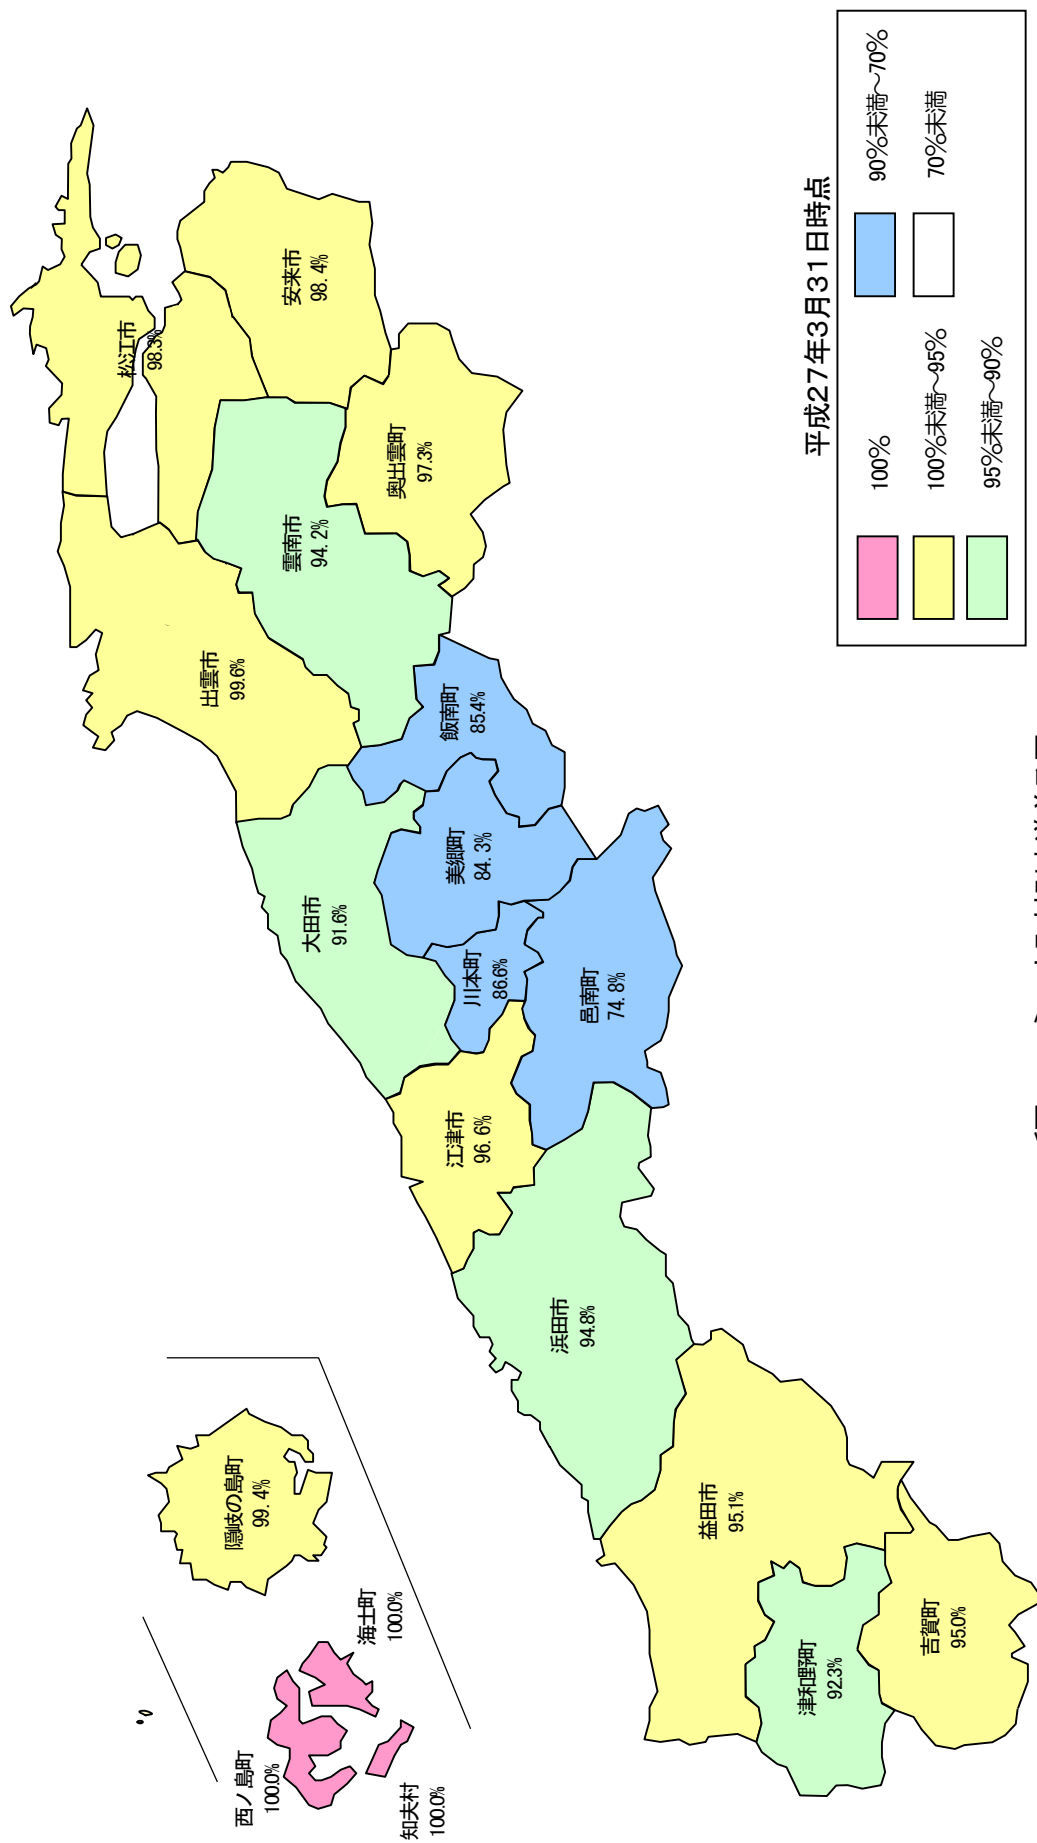 西ノ島町
100.0%
知夫村
100.0%
海士町
100.0%
隠岐の島町
99.4%
松江市
98.3%
安来市
98.4%
出雲市
99.6%
雲南市
94.2%
奥出雲町
97.3%
飯南町
85.4%
大田市
91.6%
美郷町
84.3%
川本町
86.6%
邑南町
74.8%
江津市
96.6%
浜田市
94.8%
益田市
95.1%
津和野町
92.3%
吉賀町
95.0%
平成27年3月31日時点
100%
90%未満～70%
100%未満～95%
70%未満
95%未満～90%